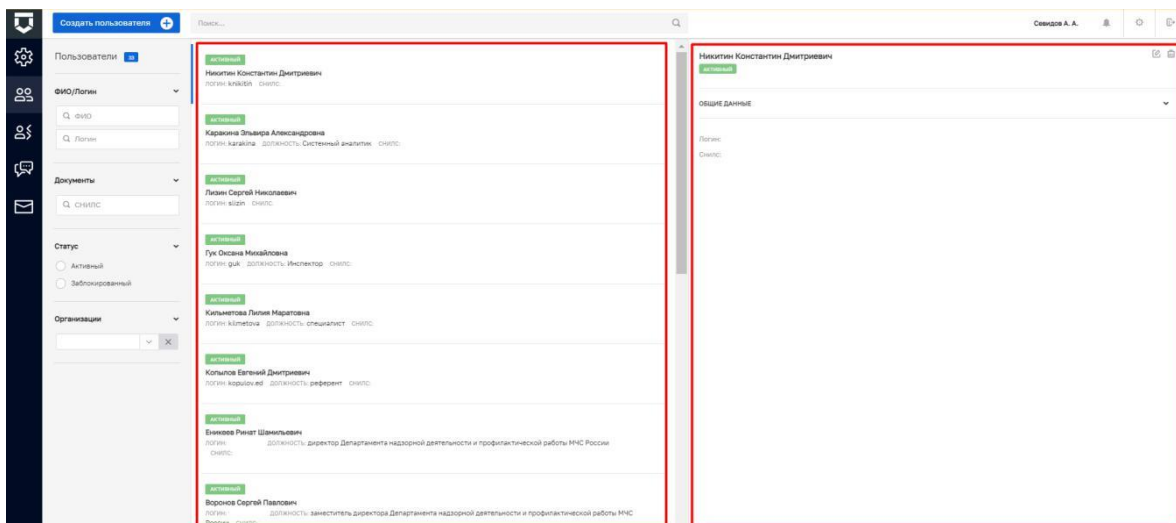 Создать пользователя
Поиск...
Севидов А. А.
Пользователи
ФИО/Логин
ФИО
Логин
Документы
СНИЛС
Статус
Активный
Заблокированный
Организации
АКТИВНЫЙ
Никитин Константин Дмитриевич
ЛОГИН: knikitin СНИЛС:
АКТИВНЫЙ
Каракина Эльвира Александровна
ЛОГИН: karakina ДОЛЖНОСТЬ: Системный аналитик СНИЛС:
АКТИВНЫЙ
Лизин Сергей Николаевич
ЛОГИН: slizin СНИЛС:
АКТИВНЫЙ
Гук Оксана Михайловна
ЛОГИН: guk ДОЛЖНОСТЬ: Инспектор СНИЛС:
АКТИВНЫЙ
Кильметова Лилия Маратовна
ЛОГИН: kilmetova ДОЛЖНОСТЬ: специалист СНИЛС:
АКТИВНЫЙ
Копылов Евгений Дмитриевич
ЛОГИН: kopulov.ed ДОЛЖНОСТЬ: референт СНИЛС:
АКТИВНЫЙ
Еникеев Ринат Шамильевич
ЛОГИН: ДОЛЖНОСТЬ: директор Департамента надзорной деятельности и профилактической работы МЧС России
СНИЛС:
АКТИВНЫЙ
Воронов Сергей Павлович
ЛОГИН: ДОЛЖНОСТЬ: заместитель директора Департамента надзорной деятельности и профилактической работы МЧС
России СНИЛС:
Никитин Константин Дмитриевич
АКТИВНЫЙ
ОБЩИЕ ДАННЫЕ
Логин:
Снилс: